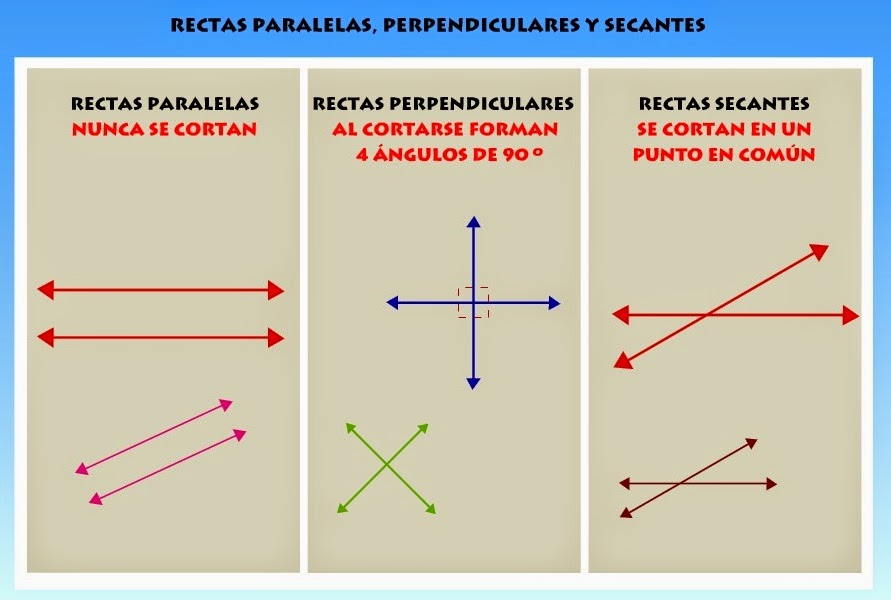 RECTAS PARALELAS, PERPENDICULARES Y SECANTES
RECTAS PARALELAS
NUNCA SE CORTAN
RECTAS PERPENDICULARES
AL CORTARSE FORMAN
4 ÁNGULOS DE 90 º
RECTAS SECANTES
SE CORTAN EN UN
PUNTO EN COMÚN